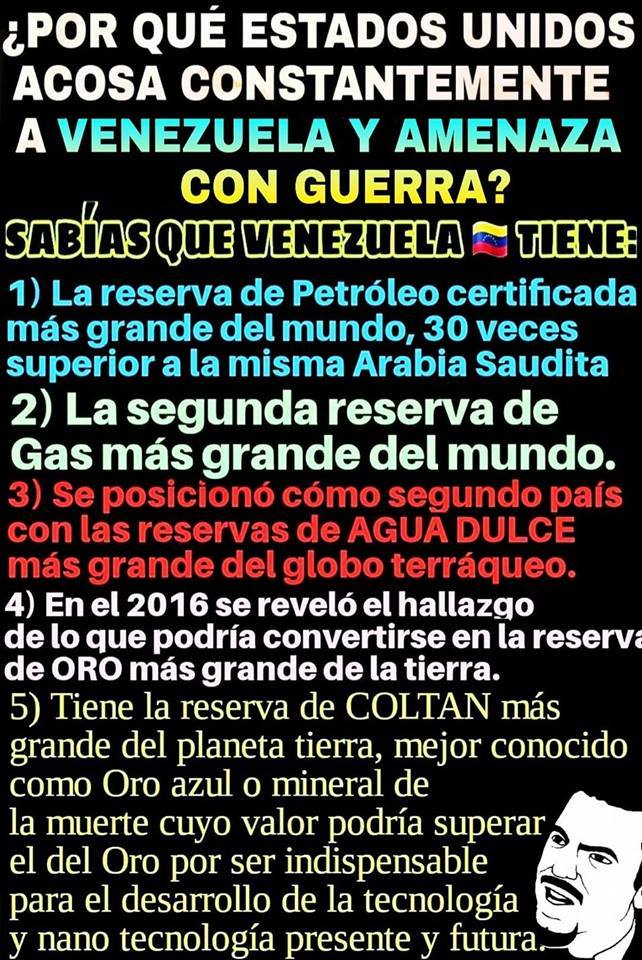 ¿POR QUÉ ESTADOS UNIDOS
ACOSA CONSTANTEMENTE
A VENEZUELA Y AMENAZA
CON GUERRA?
SABÍAS QUE VENEZUELA 🇻🇪 TIENE:
1) La reserva de Petróleo certificada
más grande del mundo, 30 veces
superior a la misma Arabia Saudita
2) La segunda reserva de
Gas más grande del mundo.
3) Se posicionó cómo segundo país
con las reservas de AGUA DULCE
más grande del globo terráqueo.
4) En el 2016 se reveló el hallazgo
de lo que podría convertirse en la reserva
de ORO más grande de la tierra.
5) Tiene la reserva de COLTAN más
grande del planeta tierra, mejor conocido
como Oro azul o mineral de
la muerte cuyo valor podría superar
el del Oro por ser indispensable
para el desarrollo de la tecnología
y nano tecnología presente y futura.